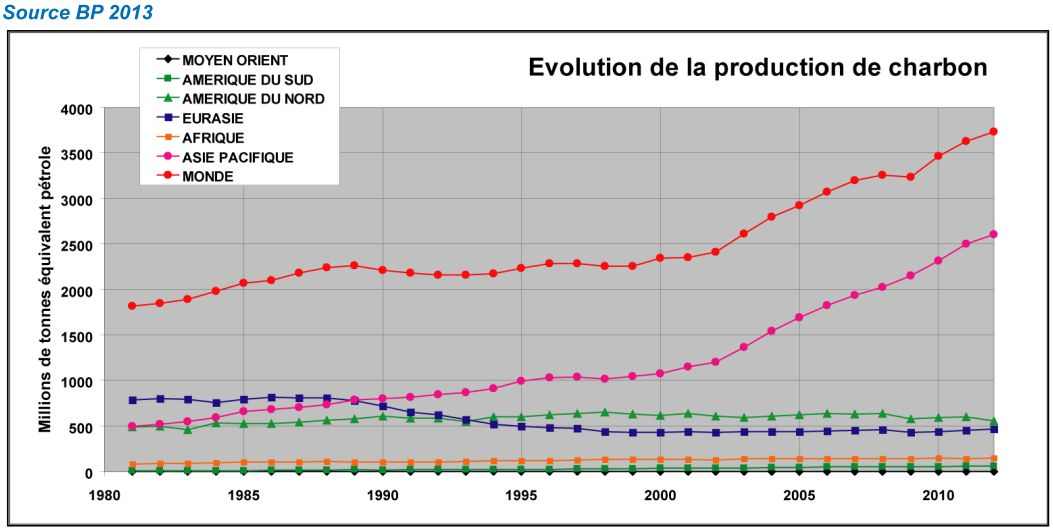 Source BP 2013
Evolution de la production de charbon
MOYEN ORIENT
AMERIQUE DU SUD
AMERIQUE DU NORD
EURASIE
AFRIQUE
ASIE PACIFIQUE
MONDE
Millions de tonnes équivalent pétrole
4000
3500
3000
2500
2000
1500
1000
500
0
1980 1985 1990 1995 2000 2005 2010